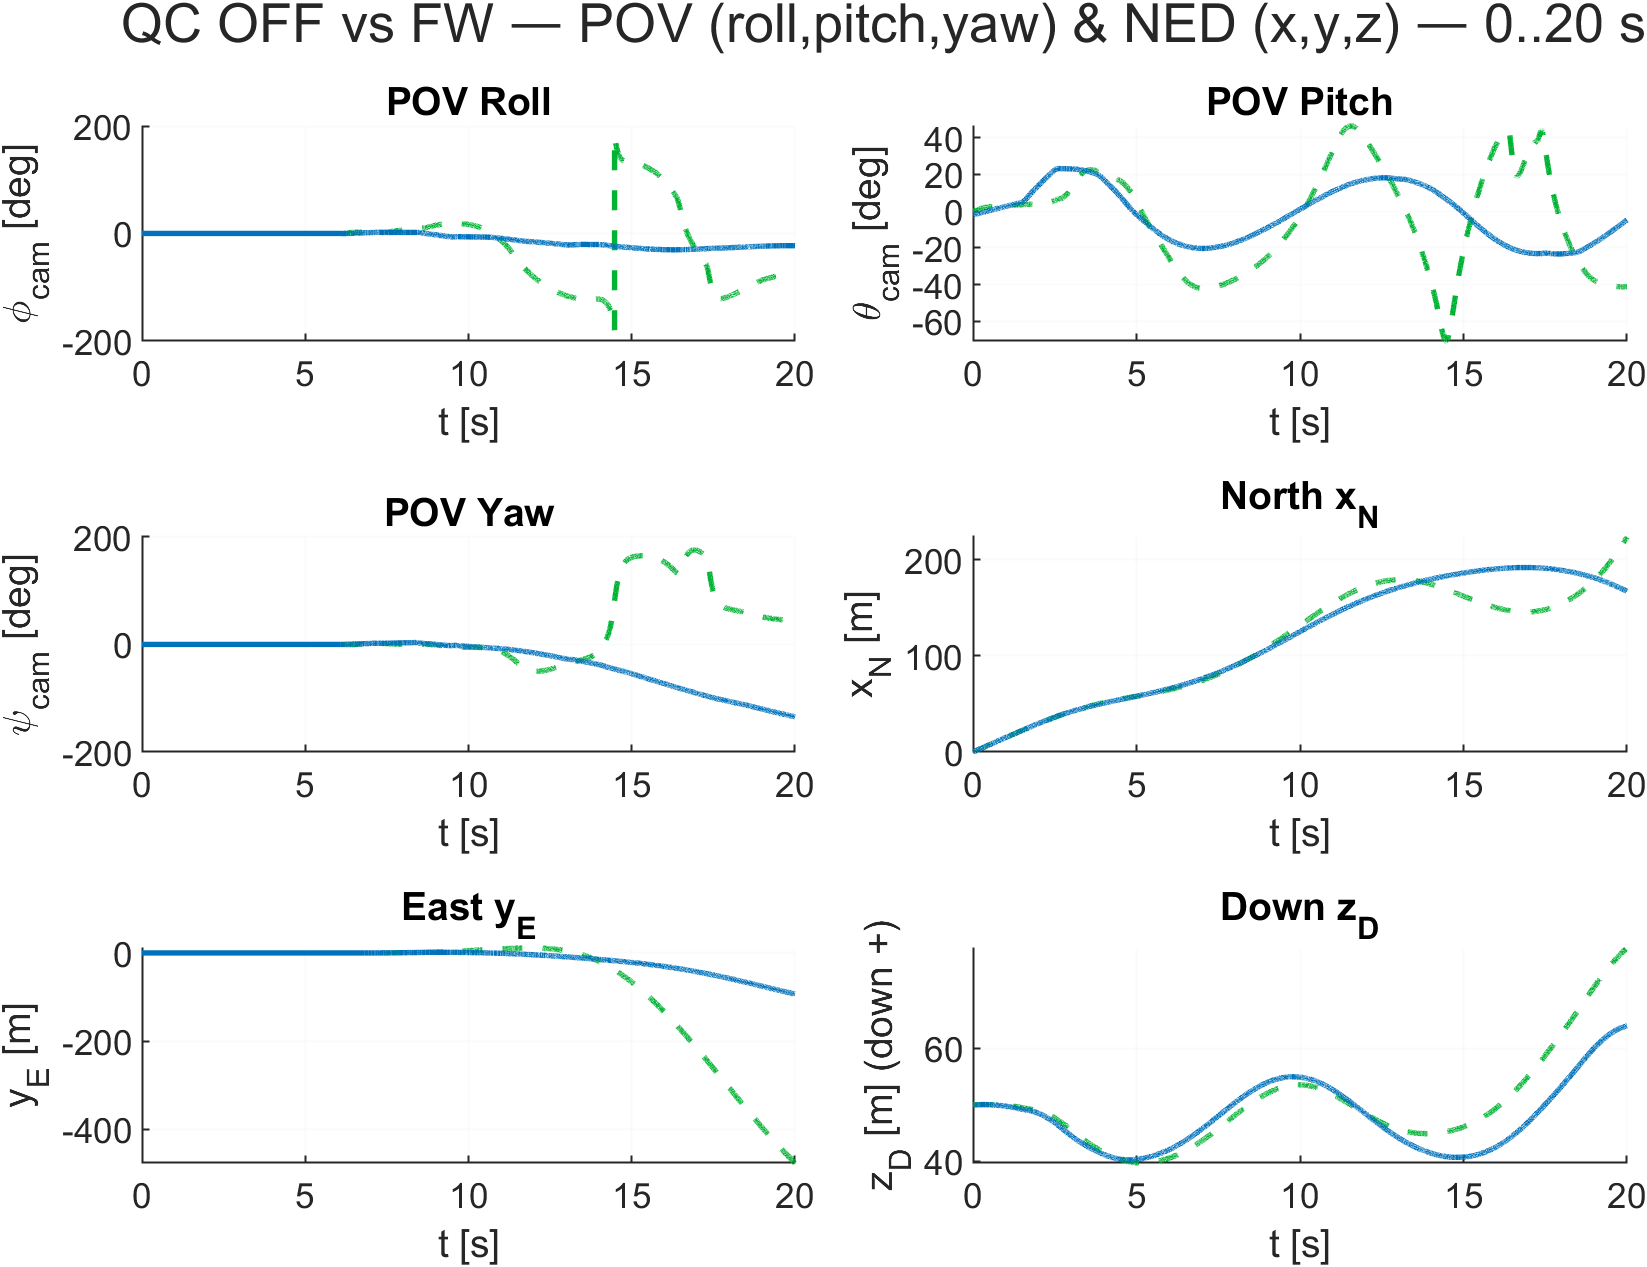 QC OFF vs FW — POV (roll,pitch,yaw) & NED (x,y,z) — 0..20 s
POV Roll
200
0
-200
ϕcam [deg]
0 5 10 15 20
t [s]
POV Pitch
40
20
0
-20
-40
-60
θcam [deg]
0 5 10 15 20
t [s]
POV Yaw
200
0
-200
ψcam [deg]
0 5 10 15 20
t [s]
North xN
200
100
0
xN [m]
0 5 10 15 20
t [s]
East yE
0
-200
-400
yE [m]
0 5 10 15 20
t [s]
Down zD
60
40
zD [m] (down +)
0 5 10 15 20
t [s]